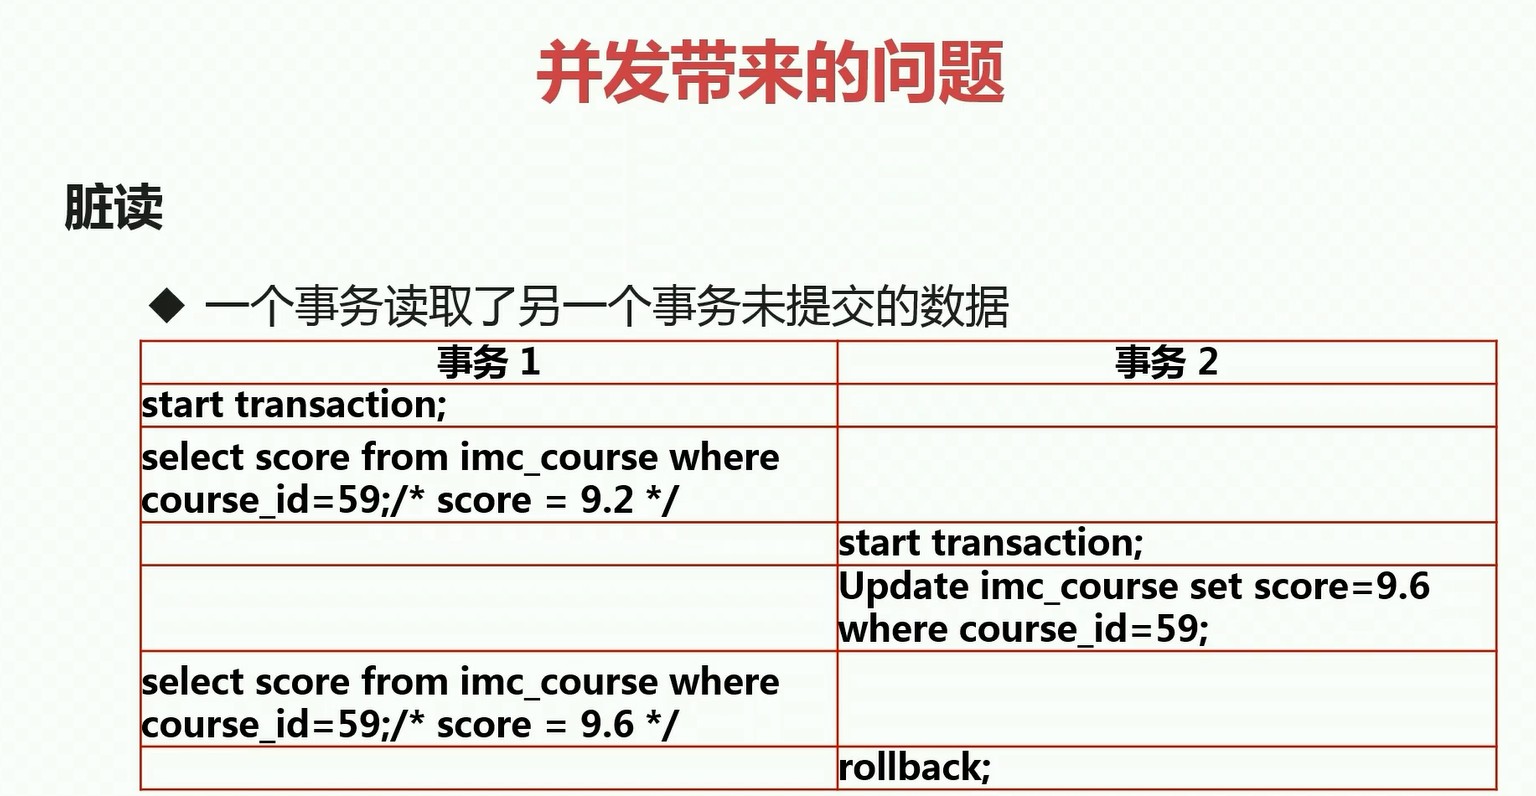 并发带来的问题
脏读
◆ 一个事务读取了另一个事务未提交的数据
事务 1
事务 2
start transaction;
select score from imc_course where
course_id=59;/* score = 9.2 */
start transaction;
Update imc_course set score=9.6
where course_id=59;
select score from imc_course where
course_id=59;/* score = 9.6 */
rollback;